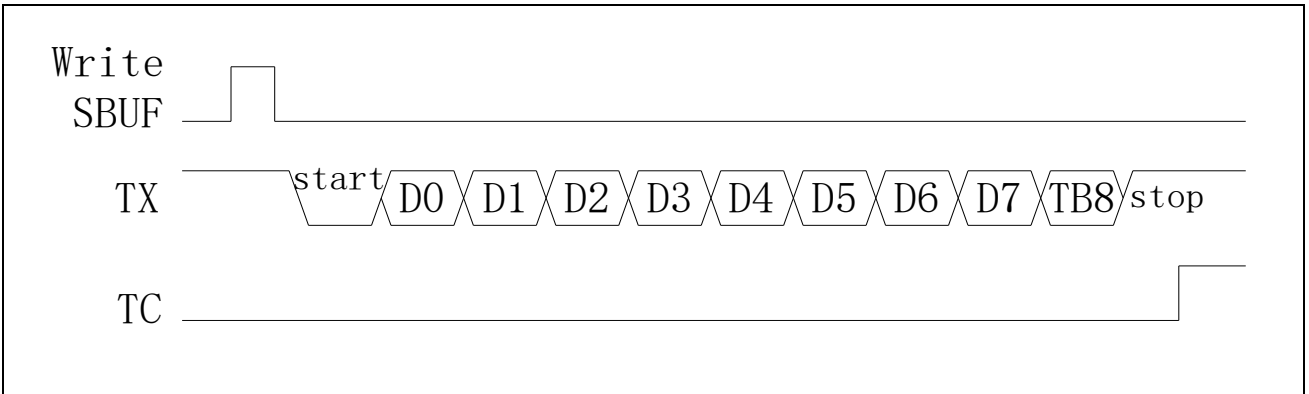 Write
SBUF
TX start D0 D1 D2 D3 D4 D5 D6 D7 TB8 stop
TC